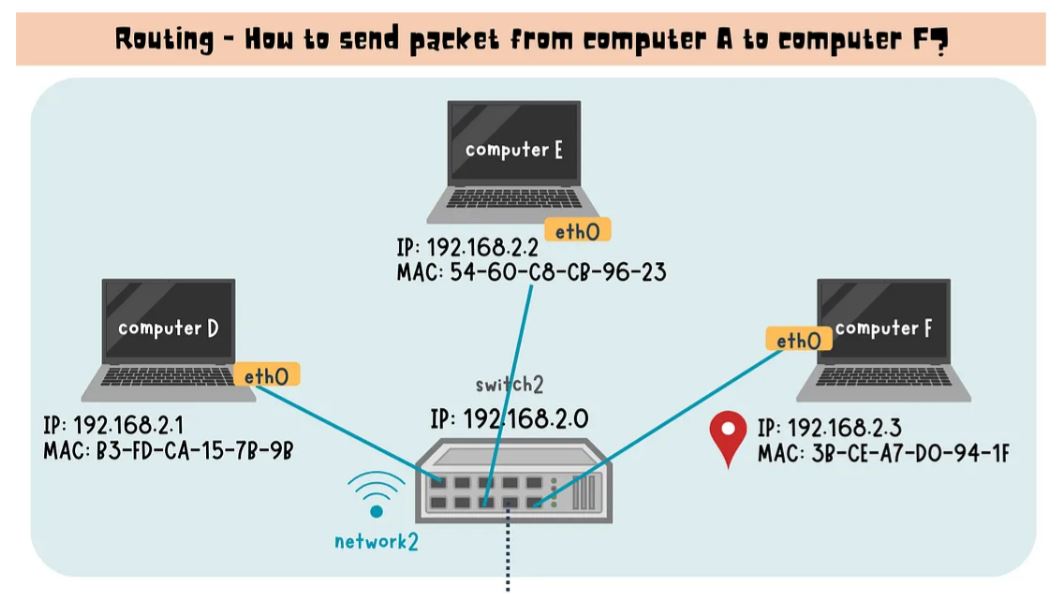 Routing - How to send packet from computer A to computer F?
computer E
eth0
IP: 192.168.2.2
MAC: 54-60-C8-CB-96-23
computer D
eth0
IP: 192.168.2.1
MAC: B3-FD-CA-15-7B-9B
computer F
eth0
IP: 192.168.2.3
MAC: 3B-CE-A7-D0-94-1F
switch2
IP: 192.168.2.0
network2